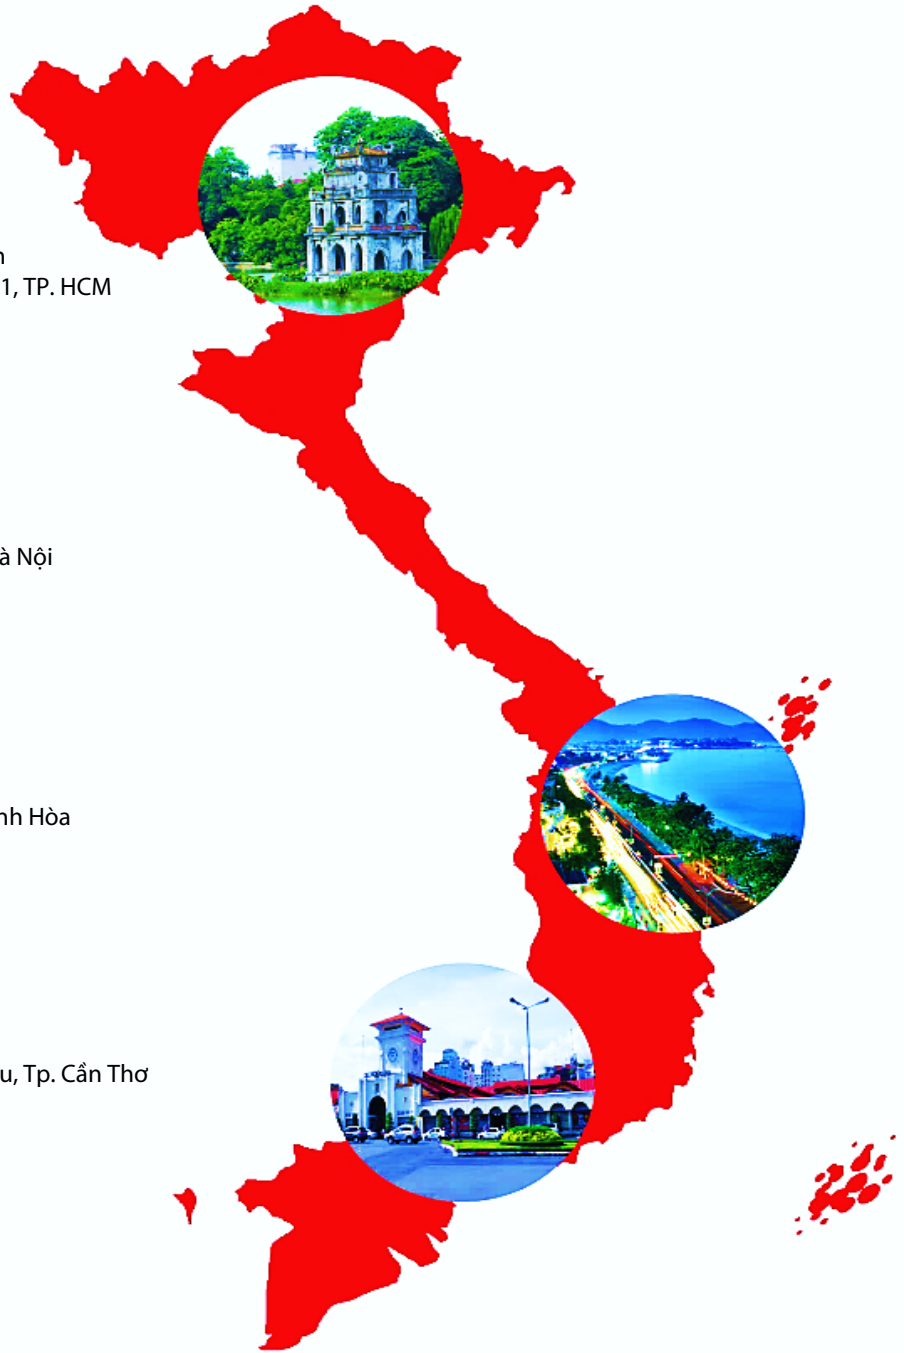 n
1, TP. HCM
à Nội
nh Hòa
u, Tp. Cần Thơ